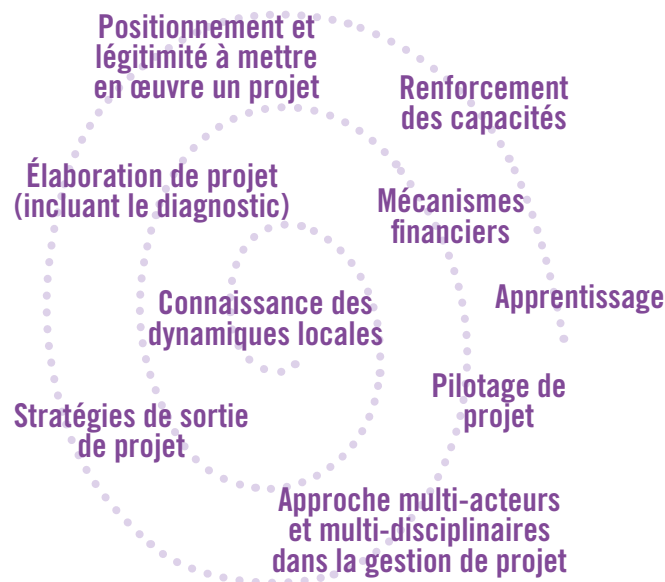 Positionnement et
légitimité à mettre
en œuvre un projet
Renforcement
des capacités
Élaboration de projet
(incluant le diagnostic)
Mécanismes
financiers
Connaissance des
dynamiques locales
Apprentissage
Pilotage de
projet
Stratégies de sortie
de projet
Approche multi-acteurs
et multi-disciplinaires
dans la gestion de projet